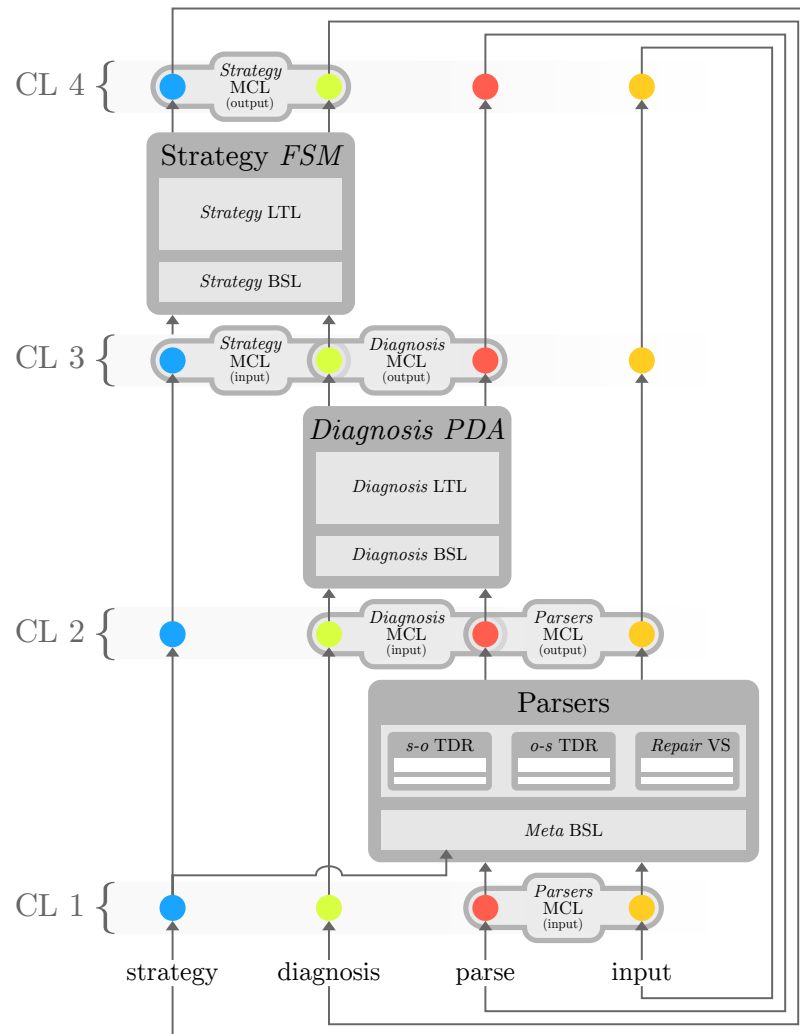 CL 4 {
Strategy
MCL
(output)
Strategy FSM
Strategy LTL
Strategy BSL
CL 3 {
Strategy
MCL
(input)
Diagnosis
MCL
(output)
Diagnosis PDA
Diagnosis LTL
Diagnosis BSL
CL 2 {
Diagnosis
MCL
(input)
Parsers
MCL
(output)
Parsers
s-o TDR
o-s TDR
Repair VS
Meta BSL
CL 1 {
Parsers
MCL
(input)
strategy diagnosis parse input